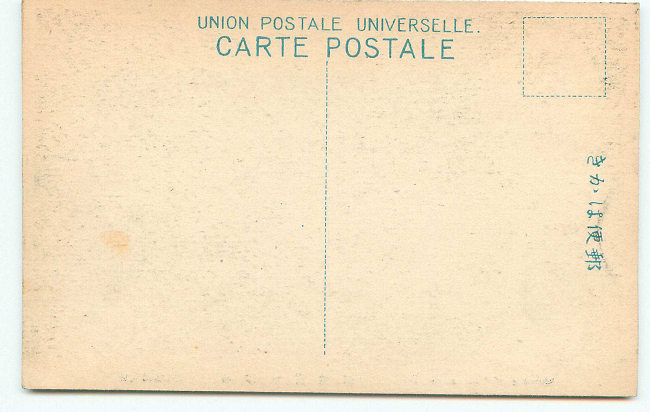 UNION POSTALE UNIVERSELLE.
CARTE POSTALE
郵便はかき